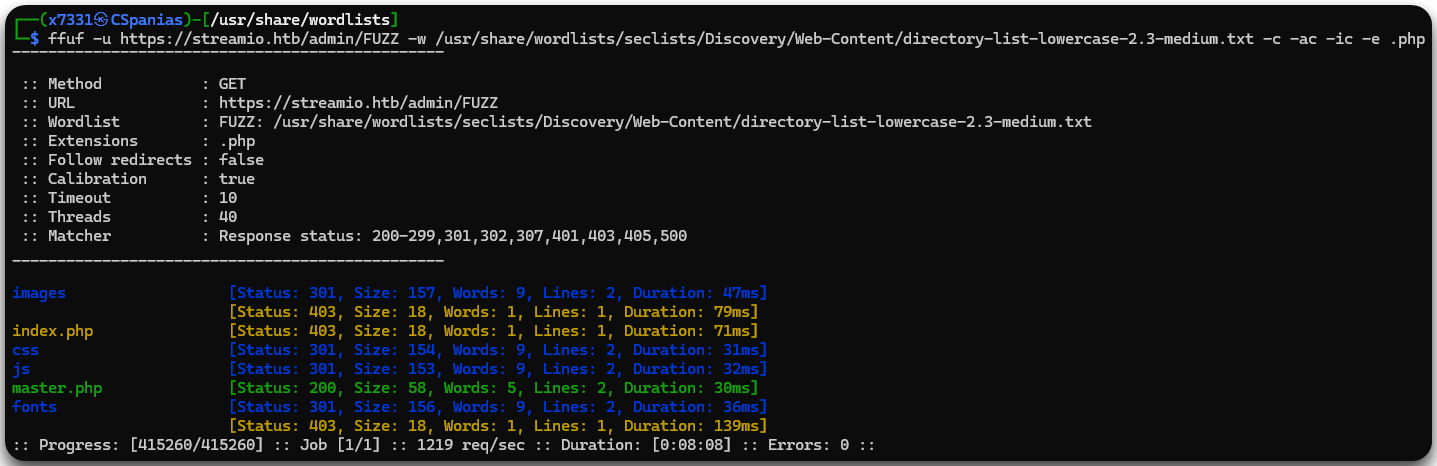 ┌──(x7331㉿CSpanias)-[/usr/share/wordlists]
└─$ ffuf -u https://streamio.htb/admin/FUZZ -w /usr/share/wordlists/seclists/Discovery/Web-Content/directory-list-lowercase-2.3-medium.txt -c -ac -ic -e .php
________________________________________________
:: Method           : GET
:: URL              : https://streamio.htb/admin/FUZZ
:: Wordlist         : FUZZ: /usr/share/wordlists/seclists/Discovery/Web-Content/directory-list-lowercase-2.3-medium.txt
:: Extensions       : .php
:: Follow redirects : false
:: Calibration      : true
:: Timeout          : 10
:: Threads          : 40
:: Matcher          : Response status: 200-299,301,302,307,401,403,405,500
________________________________________________
images                  [Status: 301, Size: 157, Words: 9, Lines: 2, Duration: 47ms]
                        [Status: 403, Size: 18, Words: 1, Lines: 1, Duration: 79ms]
index.php               [Status: 403, Size: 18, Words: 1, Lines: 1, Duration: 71ms]
css                     [Status: 301, Size: 154, Words: 9, Lines: 2, Duration: 31ms]
js                      [Status: 301, Size: 153, Words: 9, Lines: 2, Duration: 32ms]
master.php              [Status: 200, Size: 58, Words: 5, Lines: 2, Duration: 30ms]
fonts                   [Status: 301, Size: 156, Words: 9, Lines: 2, Duration: 36ms]
                        [Status: 403, Size: 18, Words: 1, Lines: 1, Duration: 139ms]
:: Progress: [415260/415260] :: Job [1/1] :: 1219 req/sec :: Duration: [0:08:08] :: Errors: 0 ::